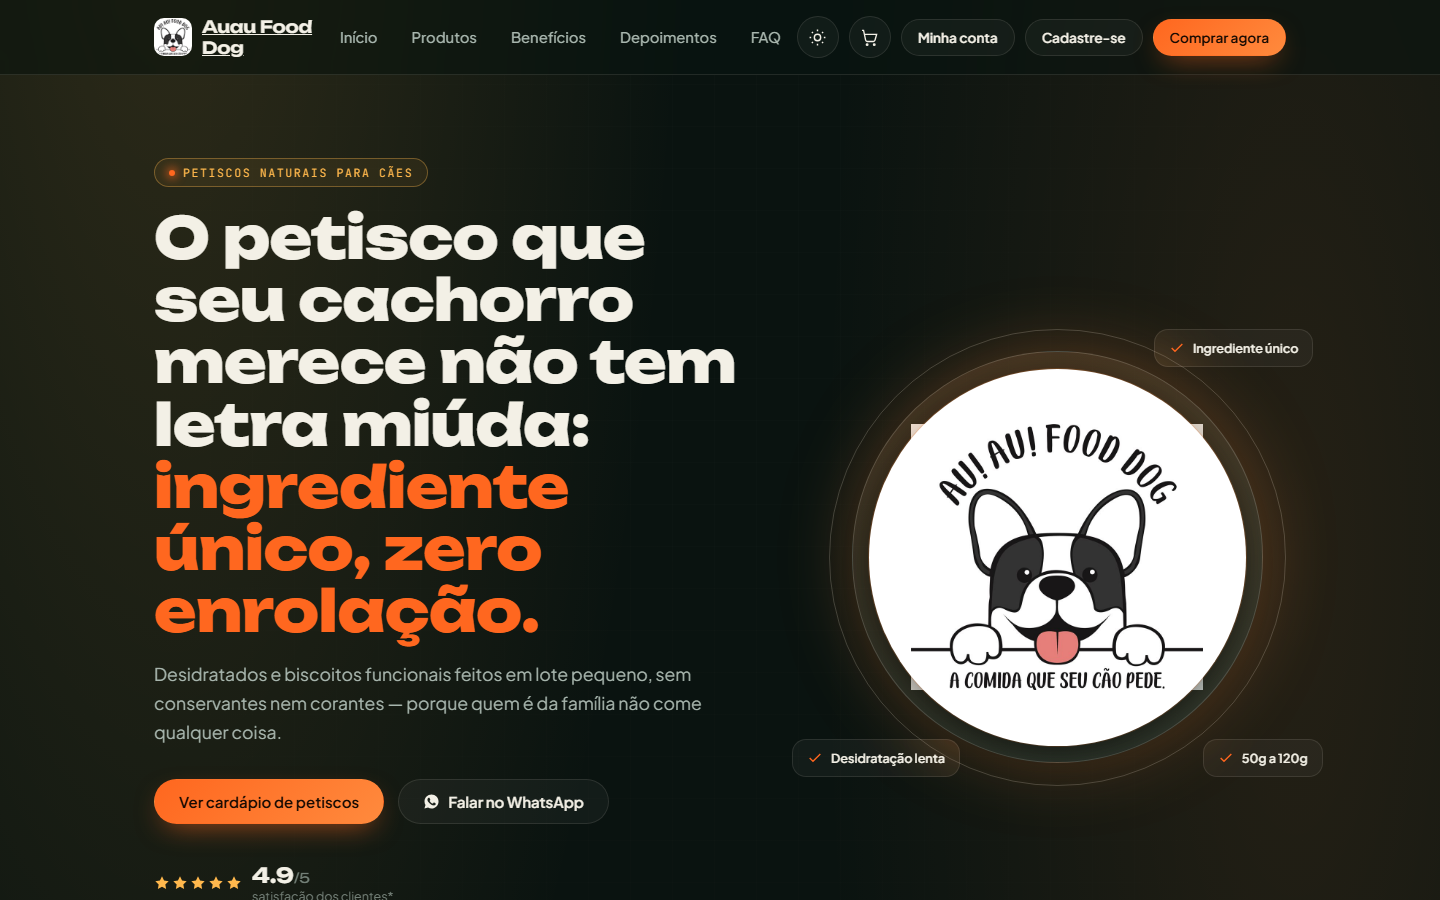 Auau Food
Dog
Início
Produtos
Benefícios
Depoimentos
FAQ
Minha conta
Cadastre-se
Comprar agora
PETISCOS NATURAIS PARA CÃES
O petisco que
seu cachorro
merece não tem
letra miúda:
ingrediente
único, zero
enrolação.
Desidratados e biscoitos funcionais feitos em lote pequeno, sem
conservantes nem corantes — porque quem é da família não come
qualquer coisa.
Ver cardápio de petiscos
Falar no WhatsApp
4.9/5
satisfação dos clientes*
Ingrediente único
AU! AU! FOOD DOG
A COMIDA QUE SEU CÃO PEDE.
Desidratação lenta
50g a 120g